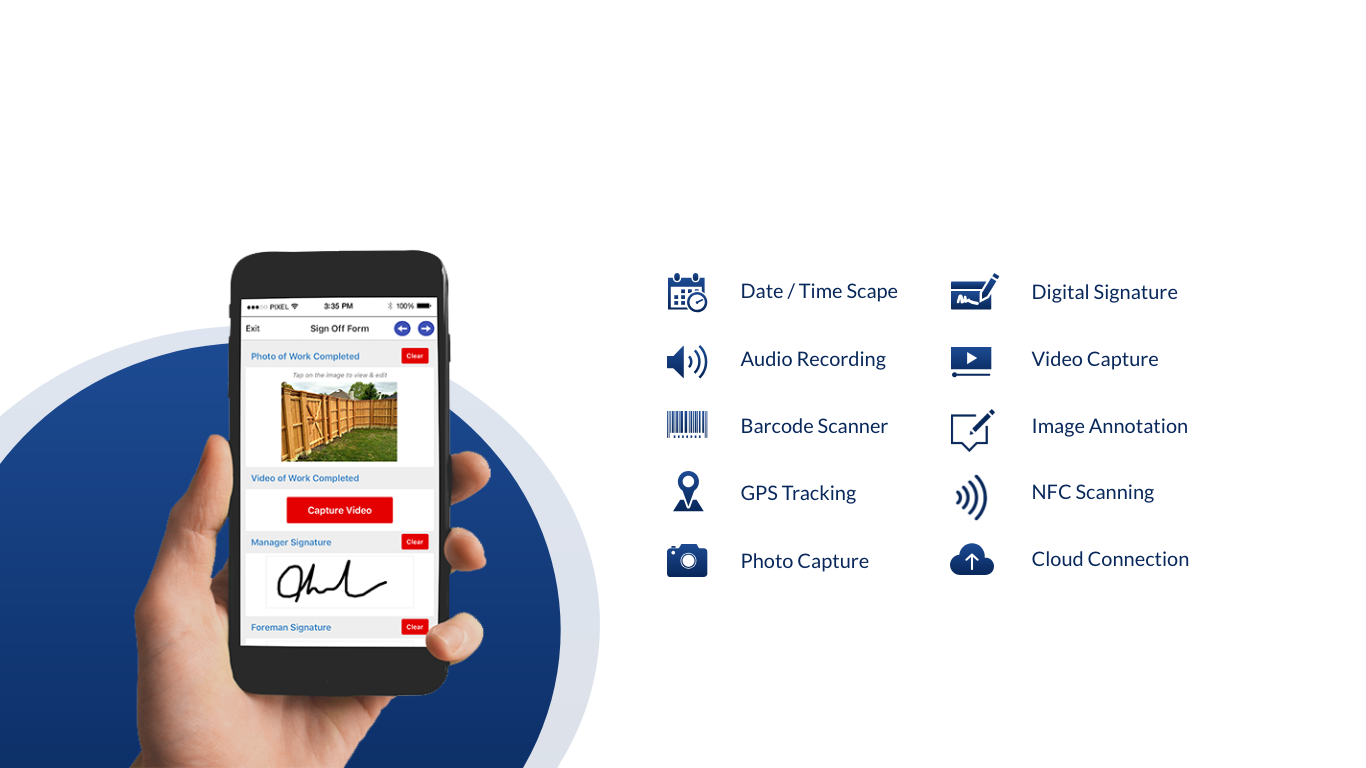 PIXEL 3:35 PM 100%
Exit Sign Off Form
Photo of Work Completed Clear
Tap on the image to view & edit
Video of Work Completed
Capture Video
Manager Signature Clear
Foreman Signature Clear
Date / Time Scape
Audio Recording
Barcode Scanner
GPS Tracking
Photo Capture
Digital Signature
Video Capture
Image Annotation
NFC Scanning
Cloud Connection